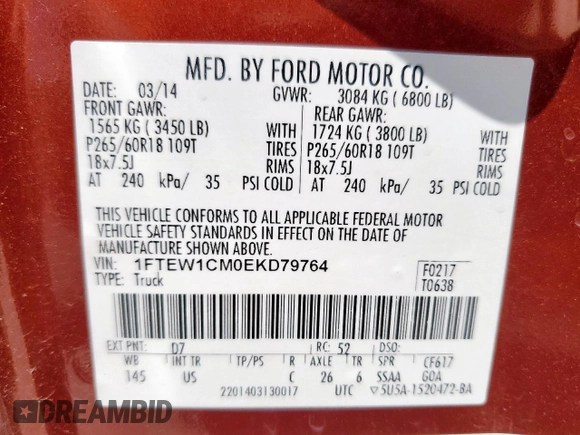 MFD. BY FORD MOTOR CO.
DATE: 03/14 GVWR: 3084 KG ( 6800 LB)
FRONT GAWR: REAR GAWR:
1565 KG ( 3450 LB) WITH 1724 KG ( 3800 LB) WITH
P265/60R18 109T TIRES P265/60R18 109T TIRES
18x7.5J RIMS 18x7.5J RIMS
AT 240 kPa/ 35 PSI COLD AT 240 kPa/ 35 PSI COLD
THIS VEHICLE CONFORMS TO ALL APPLICABLE FEDERAL MOTOR
VEHICLE SAFETY STANDARDS IN EFFECT ON THE DATE OF
MANUFACTURE SHOWN ABOVE.
VIN: 1FTEW1CM0EKD79764 F0217
TYPE: Truck T0638
EXT PNT: D7 RC: 52 DSO:
WB INT TR TP/PS R AXLE TR SPR CF617
145 US C 26 6 SSAA GOA
2201403130017 UTC ▽5U5A-1520472-BA
DREAMBID